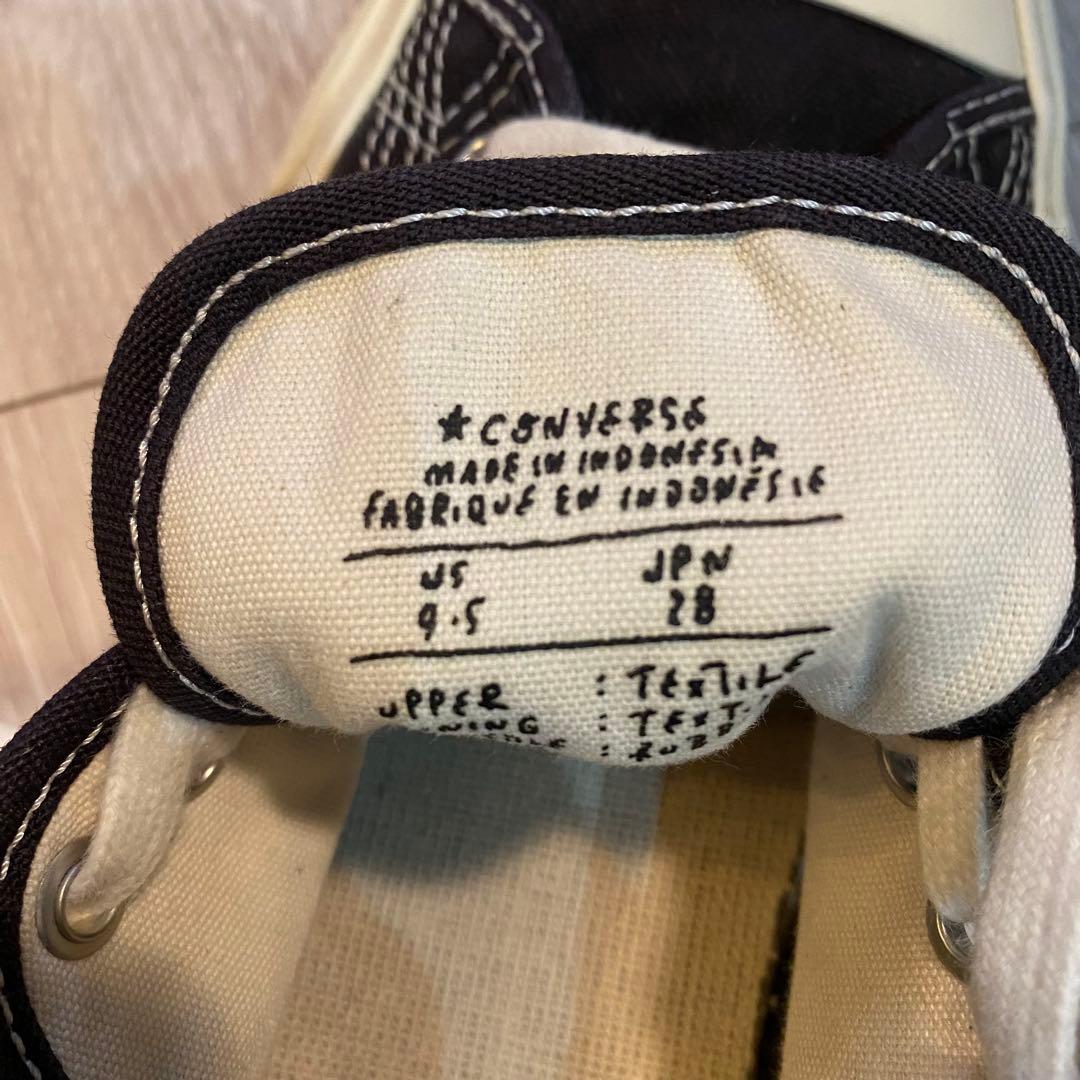 ★CONVERSE
MADE IN INDONESIA
FABRIQUE EN INDONÉSIE
US JPN
9.5 28
UPPER : TEXTILE